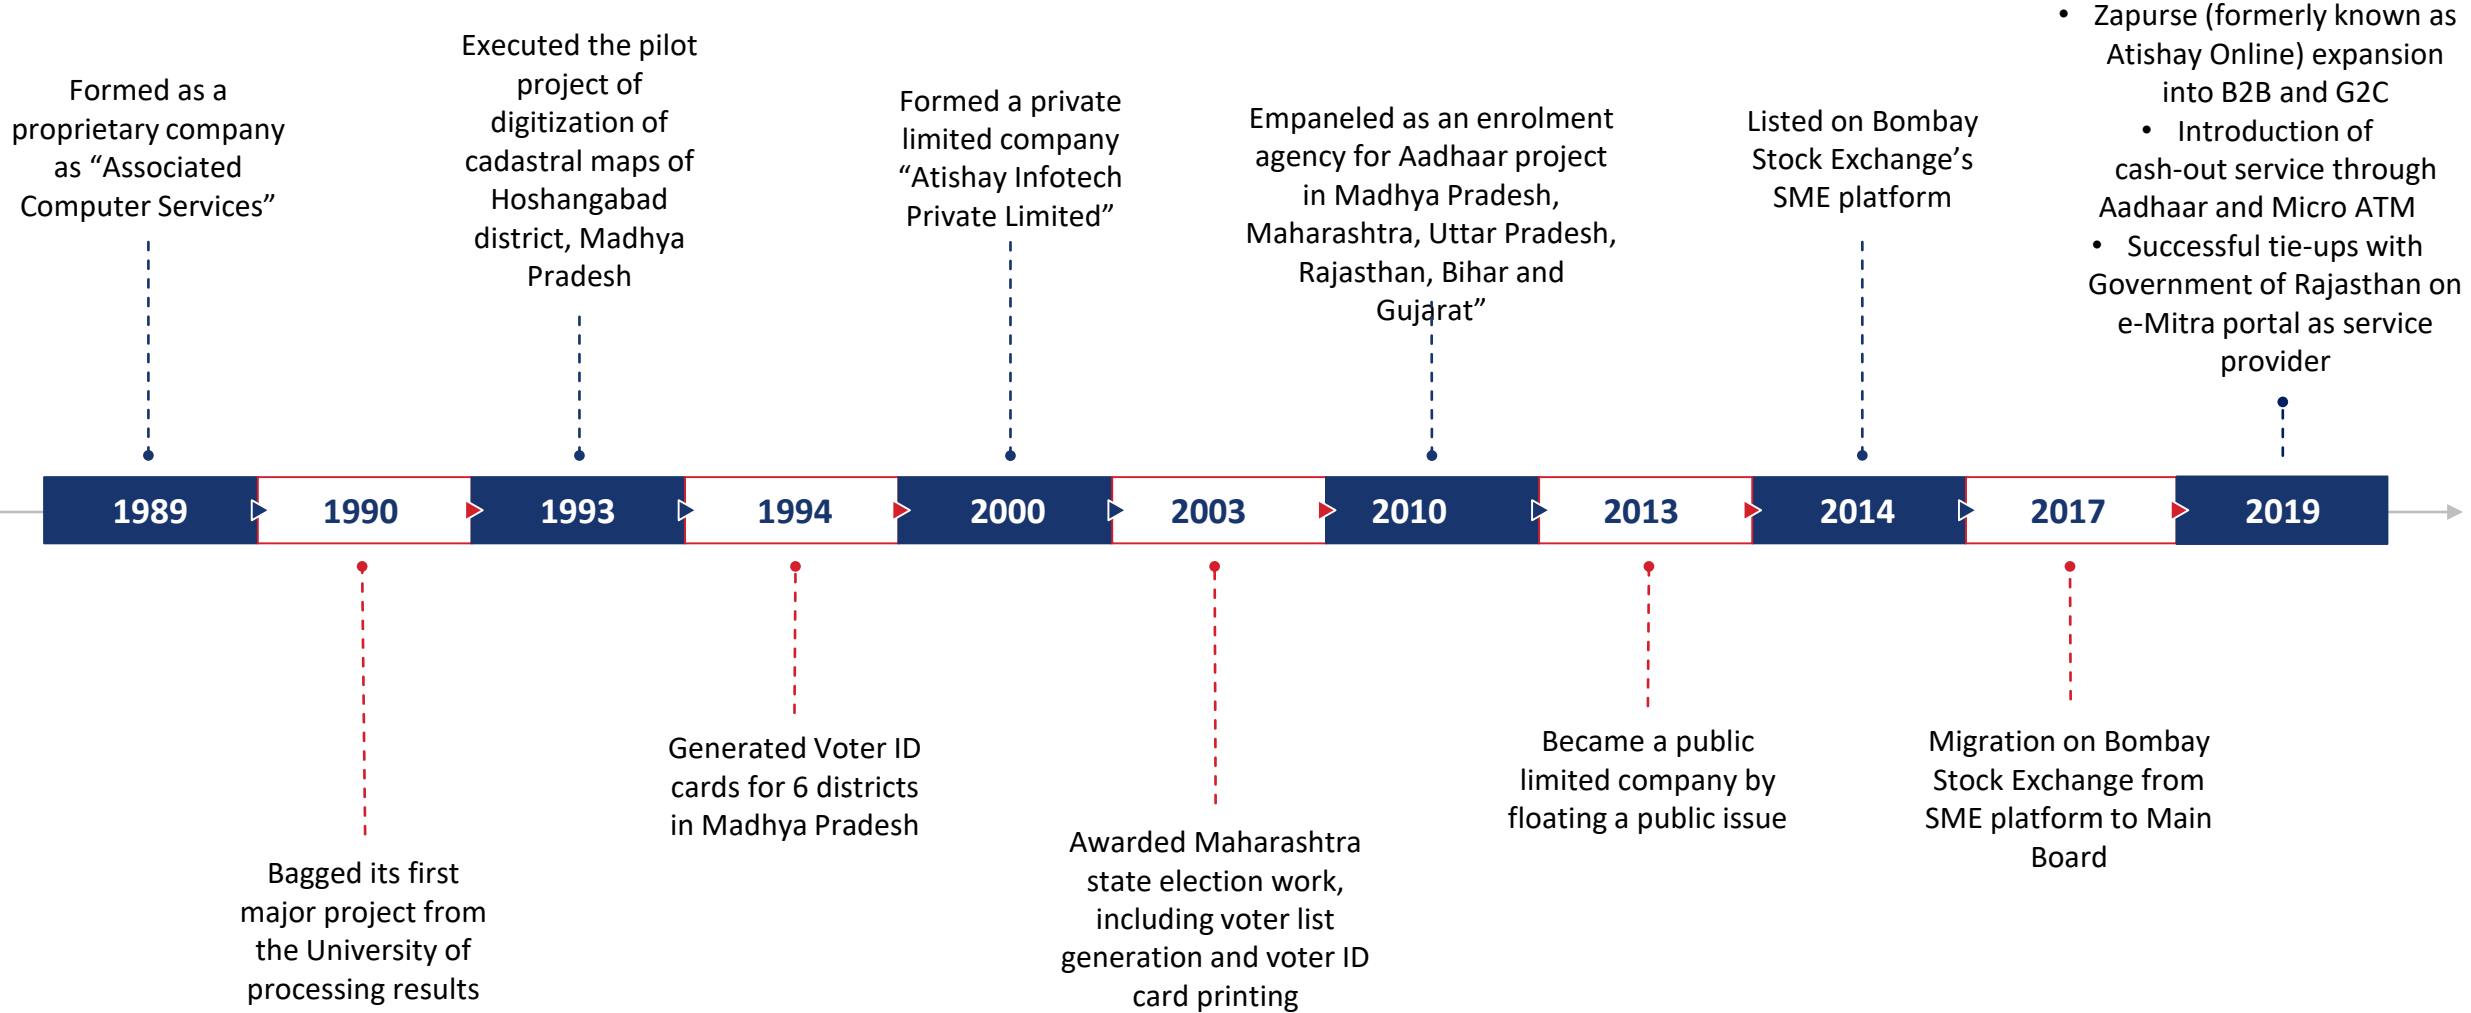 Formed as a
proprietary company
as “Associated
Computer Services”
Executed the pilot
project of
digitization of
cadastral maps of
Hoshangabad
district, Madhya
Pradesh
Formed a private
limited company
“Atishay Infotech
Private Limited”
Empaneled as an enrolment
agency for Aadhaar project
in Madhya Pradesh,
Maharashtra, Uttar Pradesh,
Rajasthan, Bihar and
Gujarat”
Listed on Bombay
Stock Exchange’s
SME platform
• Zapurse (formerly known as
Atishay Online) expansion
into B2B and G2C
• Introduction of
cash-out service through
Aadhaar and Micro ATM
• Successful tie-ups with
Government of Rajasthan on
e-Mitra portal as service
provider
1989 1990 1993 1994 2000 2003 2010 2013 2014 2017 2019
Bagged its first
major project from
the University of
processing results
Generated Voter ID
cards for 6 districts
in Madhya Pradesh
Awarded Maharashtra
state election work,
including voter list
generation and voter ID
card printing
Became a public
limited company by
floating a public issue
Migration on Bombay
Stock Exchange from
SME platform to Main
Board